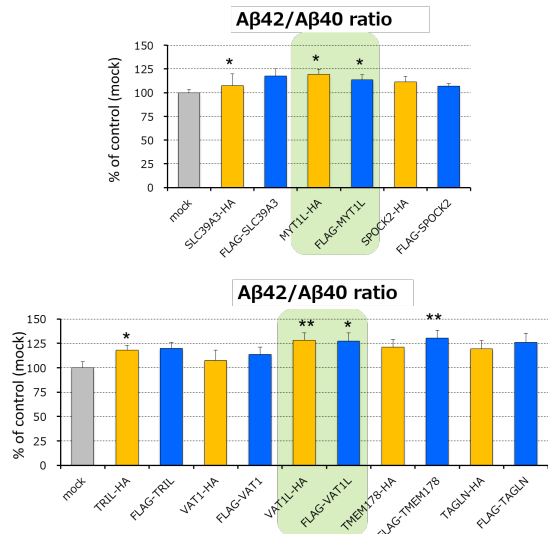 Aβ42/Aβ40 ratio
% of control (mock)
150
125
100
75
50
25
0
* * *
mock
SLC39A3-HA
FLAG-SLC39A3
MYT1L-HA
FLAG-MYT1L
SPOCK2-HA
FLAG-SPOCK2
Aβ42/Aβ40 ratio
% of control (mock)
150
125
100
75
50
25
0
* ** * **
mock
TRIL-HA
FLAG-TRIL
VAT1-HA
FLAG-VAT1
VAT1L-HA
FLAG-VAT1L
TMEM178-HA
FLAG-TMEM178
TAGLN-HA
FLAG-TAGLN